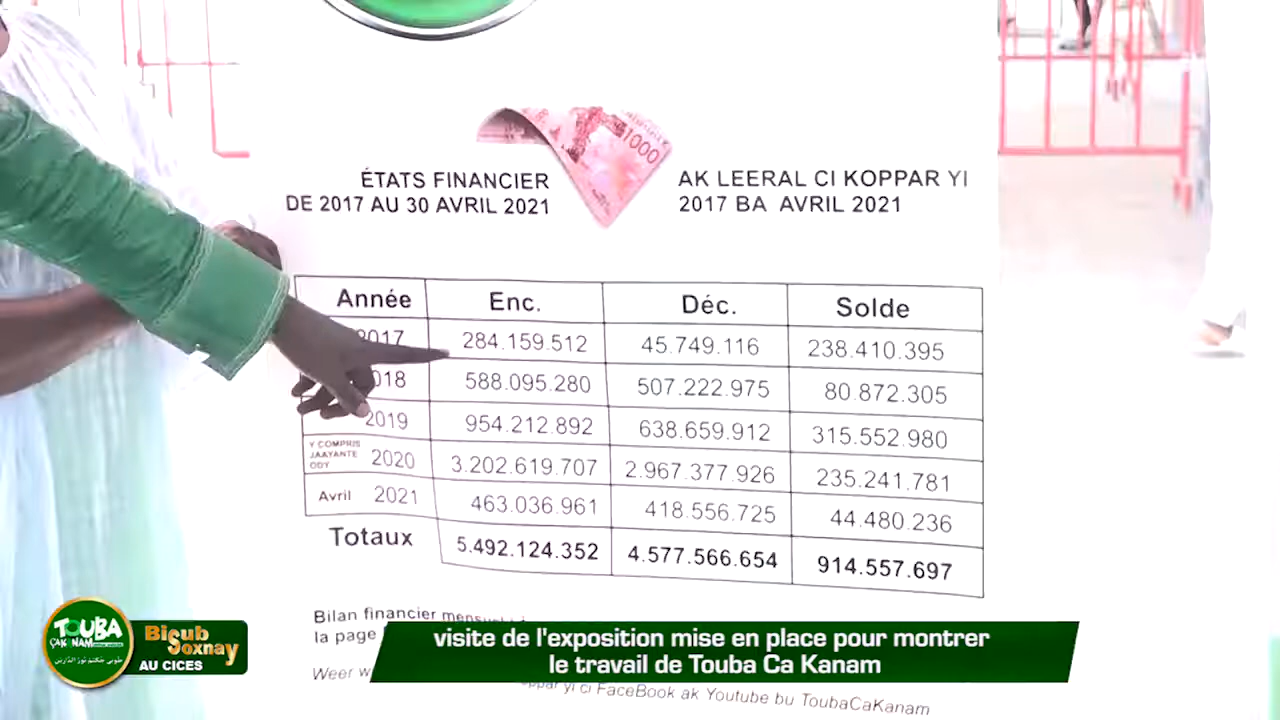 1000
ÉTATS FINANCIER
DE 2017 AU 30 AVRIL 2021
AK LEERAL CI KOPPAR YI
2017 BA AVRIL 2021
Année Enc. Déc. Solde
2017 284.159.512 45.749.116 238.410.395
018 588.095.280 507.222.975 80.872.305
2019 954.212.892 638.659.912 315.552.980
Y COMPRIS
JAAYANTE
ODY
2020 3.202.619.707 2.967.377.926 235.241.781
Avril 2021 463.036.961 418.556.725 44.480.236
Totaux 5.492.124.352 4.577.566.654 914.557.697
Bilan financier
la page
Weer
koppar yi ci FaceBook ak Youtube bu ToubaCaKanam
visite de l'exposition mise en place pour montrer
le travail de Touba Ca Kanam
TOUBA
ÇA KANAM
Bisub
Soxnay
AU CICES